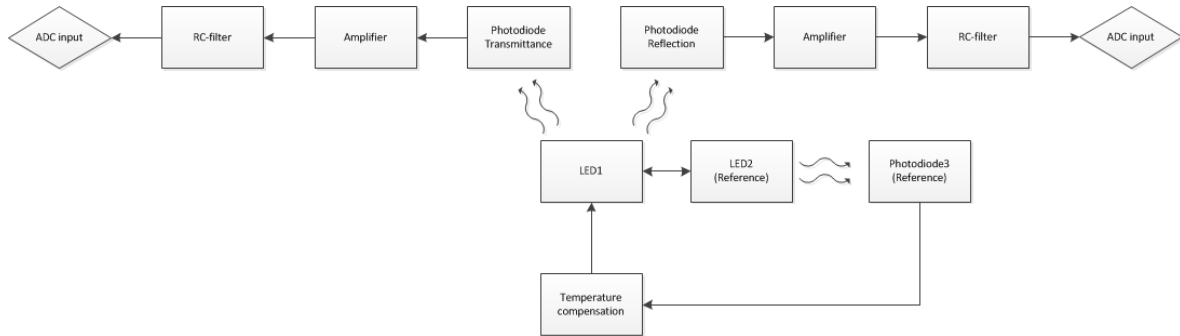 ADC input
RC-filter
Amplifier
Photodiode
Transmittance
Photodiode
Reflection
Amplifier
RC-filter
ADC input
LED1
LED2
(Reference)
Photodiode3
(Reference)
Temperature
compensation